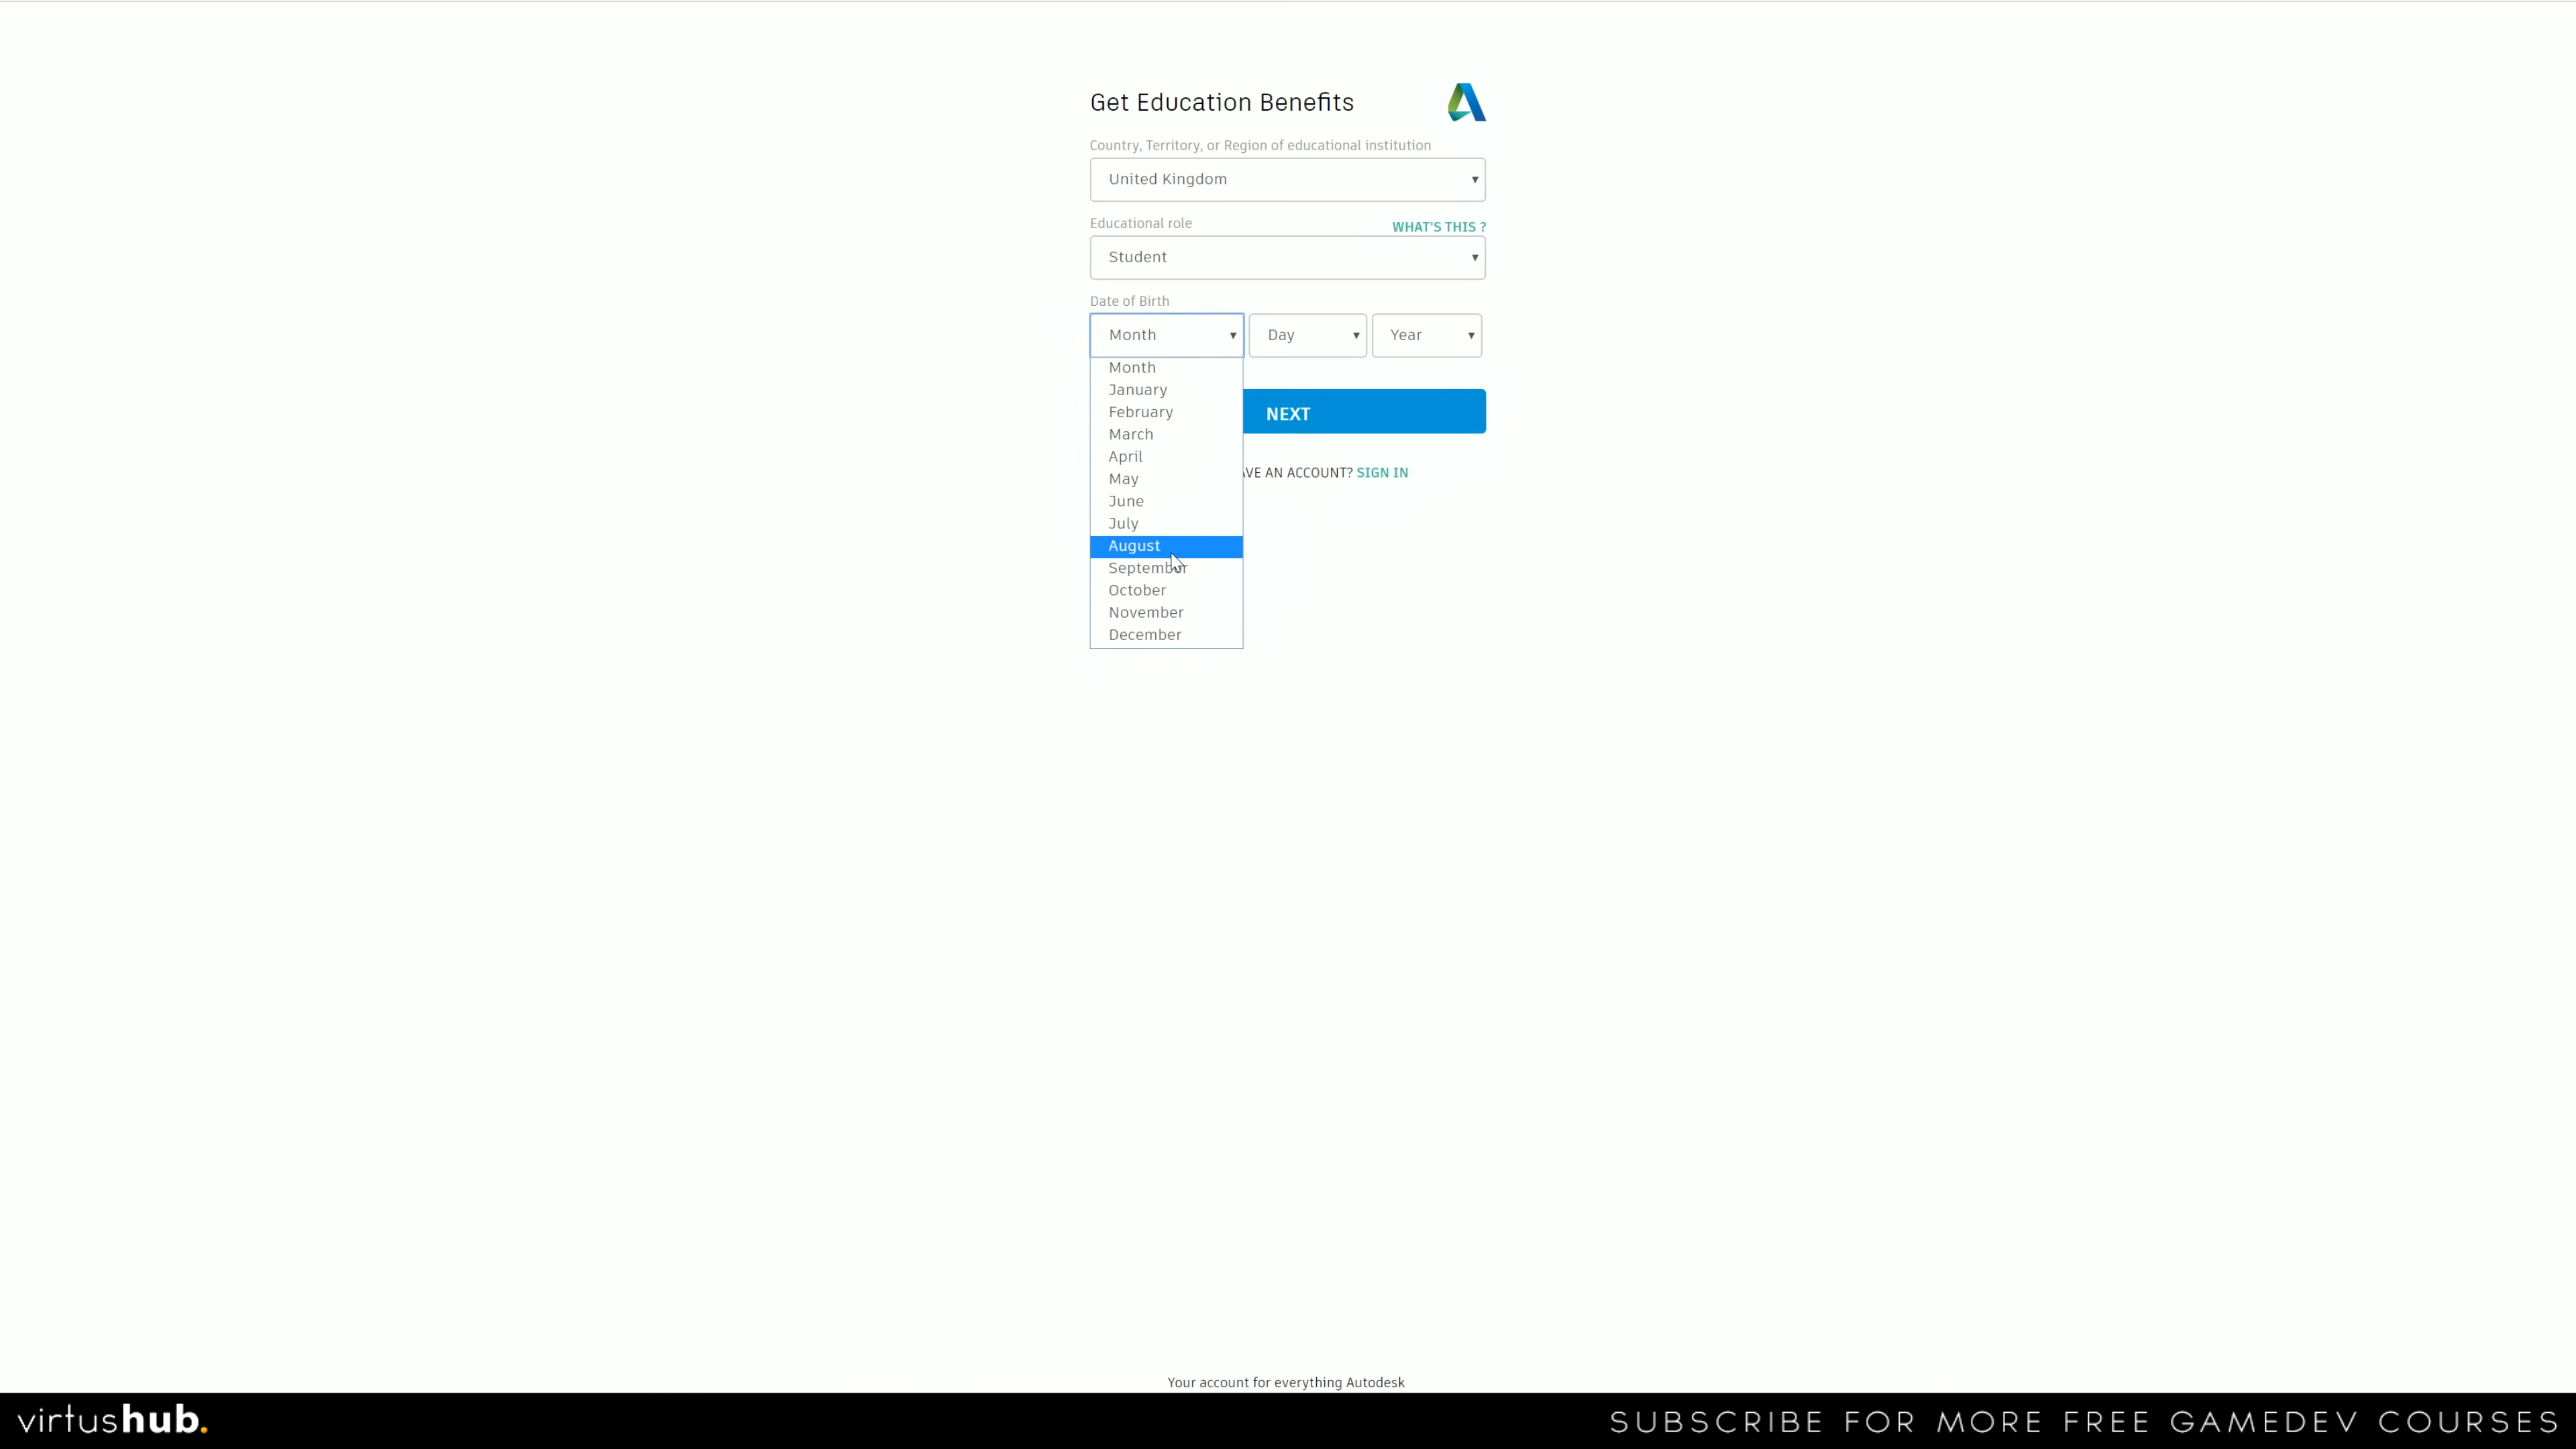 Get Education Benefits
Country, Territory, or Region of educational institution
United Kingdom
Educational role
WHAT'S THIS ?
Student
Date of Birth
Month
Day
Year
Month
January
February
March
April
May
June
July
August
September
October
November
December
NEXT
AN ACCOUNT? SIGN IN
Your account for everything Autodesk
virtushub.
SUBSCRIBE FOR MORE FREE GAMEDEV COURSES